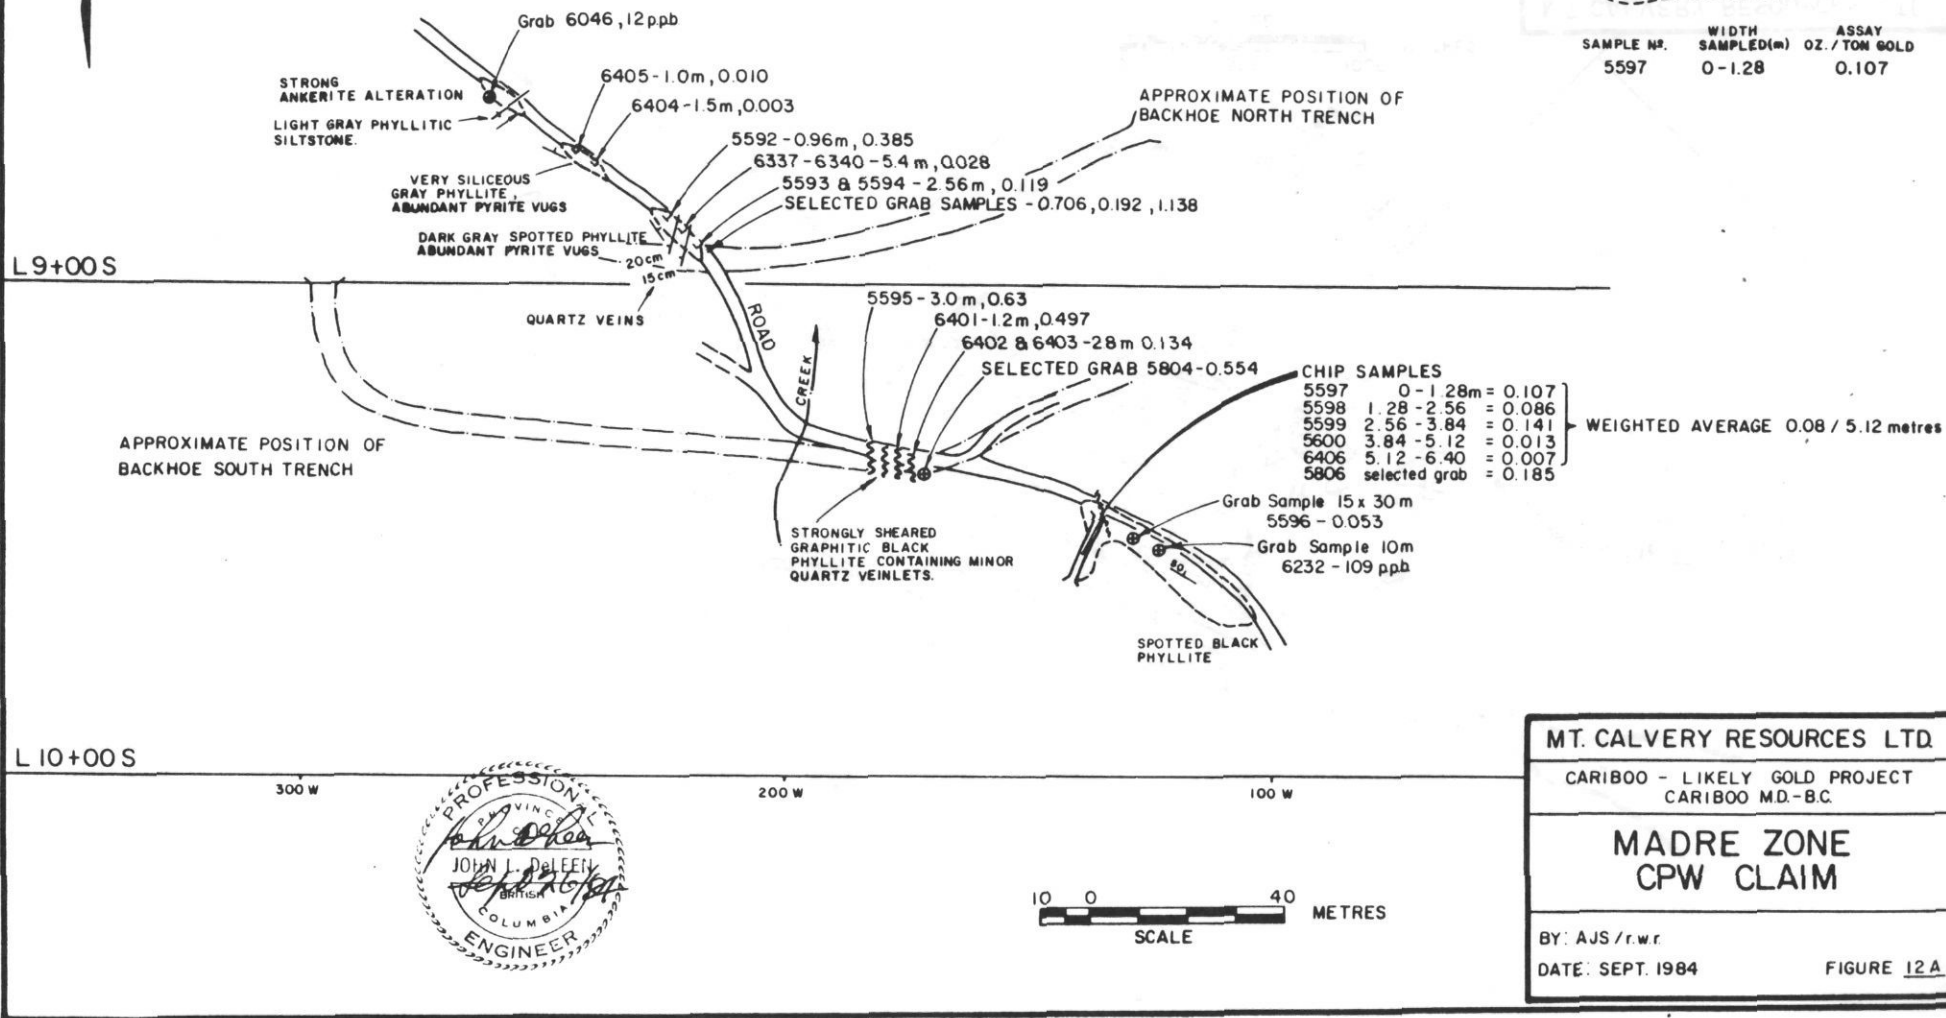 Grab 6046, 12 ppb
SAMPLE Nº. WIDTH SAMPLED(m) ASSAY OZ./TON GOLD
5597 0-1.28 0.107
STRONG
ANKERITE ALTERATION
LIGHT GRAY PHYLLITIC
SILTSTONE.
6405-1.0m, 0.010
6404-1.5m, 0.003
APPROXIMATE POSITION OF
BACKHOE NORTH TRENCH
5592-0.96m, 0.385
6337-6340-5.4 m, 0.028
5593 & 5594-2.56m, 0.119
SELECTED GRAB SAMPLES -0.706, 0.192, 1.138
VERY SILICEOUS
GRAY PHYLLITE,
ABUNDANT PYRITE VUGS
DARK GRAY SPOTTED PHYLLITE
ABUNDANT PYRITE VUGS
20cm
15cm
QUARTZ VEINS
L9+00S
ROAD
CREEK
5595-3.0 m, 0.63
6401-1.2m, 0.497
6402 & 6403-28m 0.134
SELECTED GRAB 5804-0.554
CHIP SAMPLES
5597 0-1.28m = 0.107
5598 1.28-2.56 = 0.086
5599 2.56-3.84 = 0.141
5600 3.84-5.12 = 0.013
6406 5.12-6.40 = 0.007
5806 selected grab = 0.185
WEIGHTED AVERAGE 0.08 / 5.12 metres
APPROXIMATE POSITION OF
BACKHOE SOUTH TRENCH
Grab Sample 15 x 30 m
5596 - 0.053
Grab Sample 10m
6232 - 109 ppb
80°
STRONGLY SHEARED
GRAPHITIC BLACK
PHYLLITE CONTAINING MINOR
QUARTZ VEINLETS.
SPOTTED BLACK
PHYLLITE
L 10+00 S
300 W
200 W
100 W
PROFESSIONAL
PROVINCE
JOHN L. DeLEEN
Sept 26/84
BRITISH
COLUMBIA
ENGINEER
10 0 40 METRES
SCALE
MT. CALVERY RESOURCES LTD.
CARIBOO - LIKELY GOLD PROJECT
CARIBOO M.D.-B.C.
MADRE ZONE
CPW CLAIM
BY: AJS / r.w.r.
DATE: SEPT. 1984
FIGURE 12A